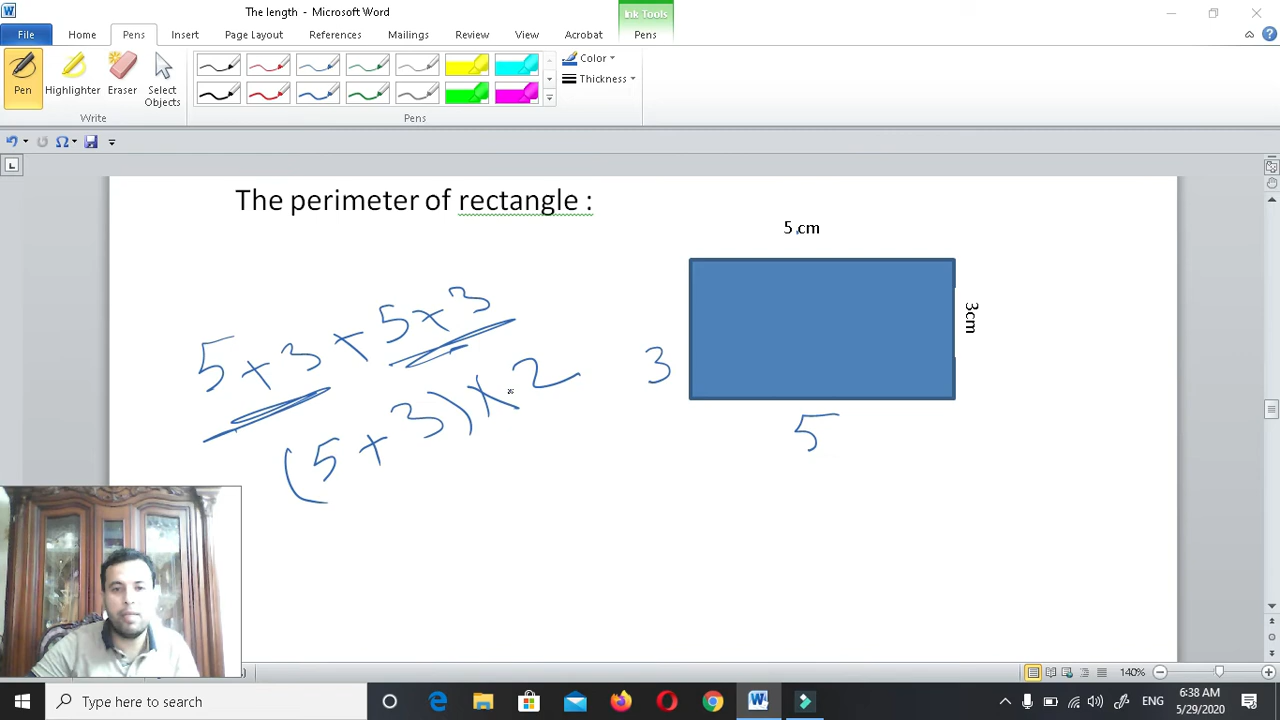 The length - Microsoft Word
Ink Tools
File Home Pens Insert Page Layout References Mailings Review View Acrobat Pens
Pen Highlighter Eraser Select Objects
Color
Thickness
Write
Pens
The perimeter of rectangle :
5 cm
3cm
5+3+5+3
(5+3)×2
3
5
140%
Type here to search
ENG
6:38 AM
5/29/2020